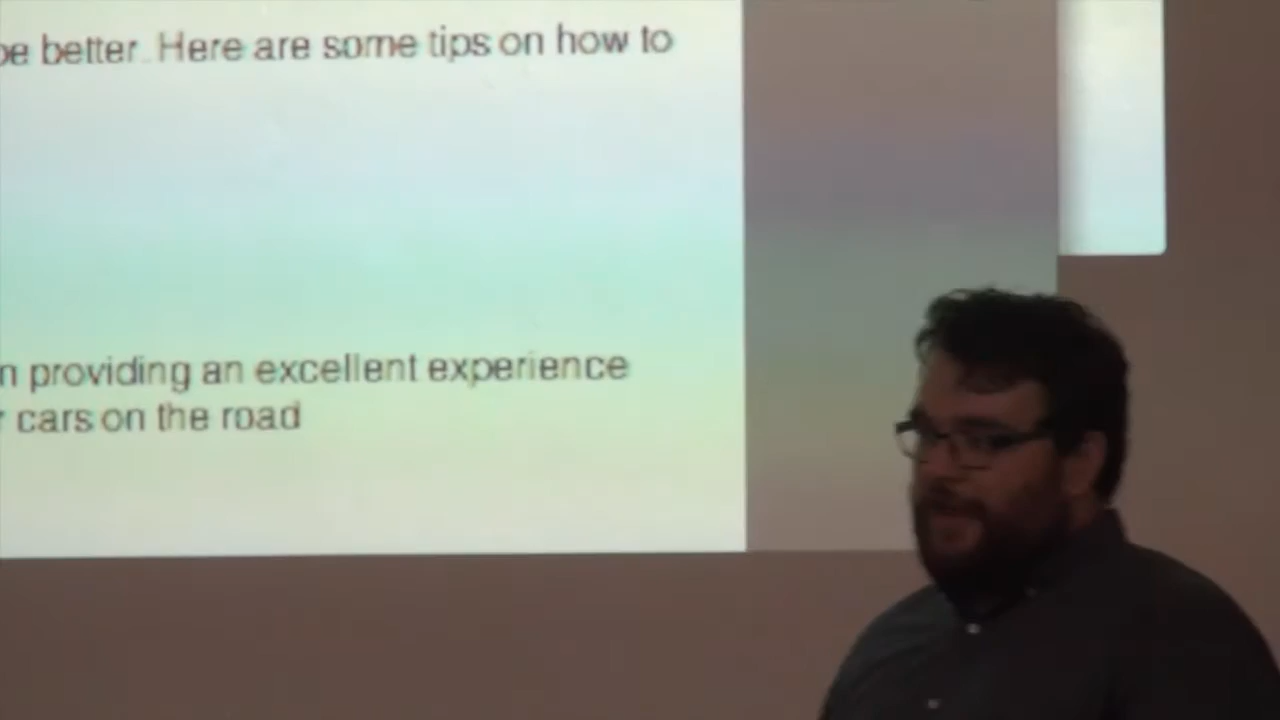 be better. Here are some tips on how to
n providing an excellent experience
r cars on the road